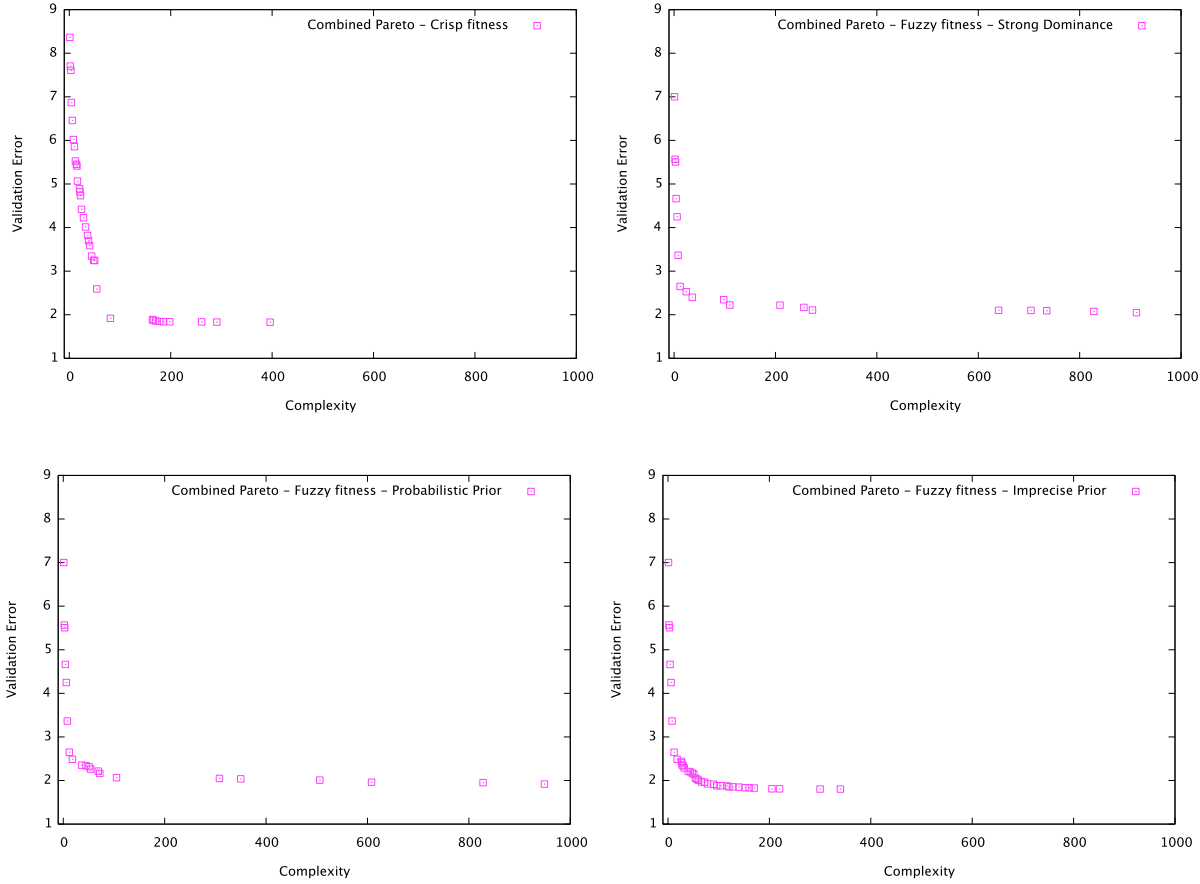 Combined Pareto – Crisp fitness
9
8
7
6
5
4
3
2
1
Validation Error
0 200 400 600 800 1000
Complexity
Combined Pareto – Fuzzy fitness – Strong Dominance
9
8
7
6
5
4
3
2
1
Validation Error
0 200 400 600 800 1000
Complexity
Combined Pareto – Fuzzy fitness – Probabilistic Prior
9
8
7
6
5
4
3
2
1
Validation Error
0 200 400 600 800 1000
Complexity
Combined Pareto – Fuzzy fitness – Imprecise Prior
9
8
7
6
5
4
3
2
1
Validation Error
0 200 400 600 800 1000
Complexity